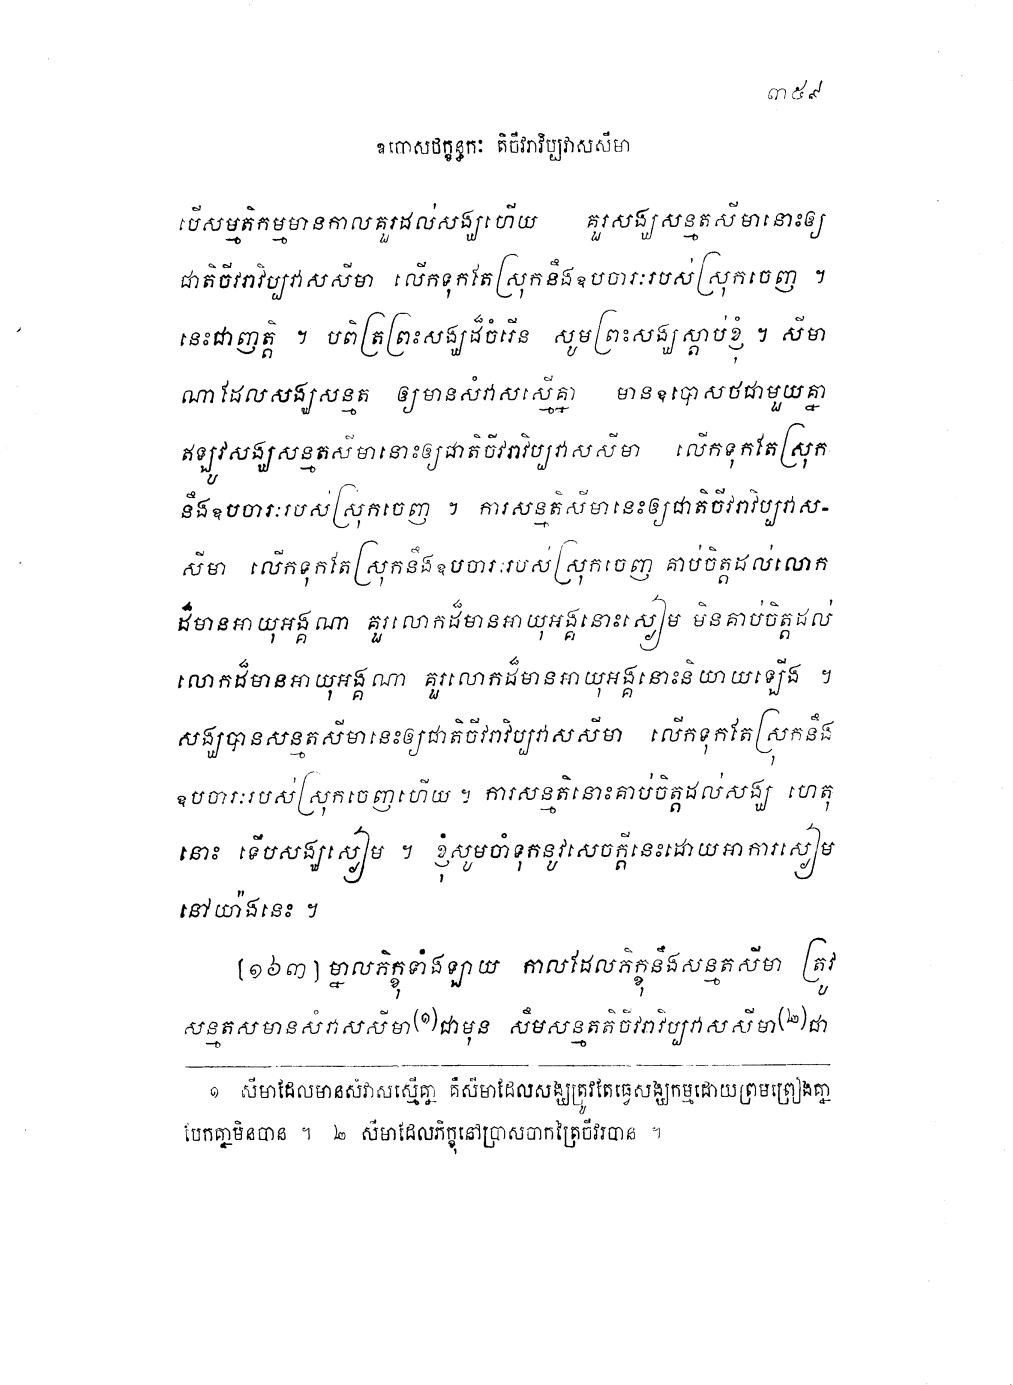 ៣៥៩
ឧបោសថក្ខន្ធកៈ តិចីវរាវិប្បវាសសីមា
បើសម្មតិកម្មមានកាលគួរដល់សង្ឃហើយ គួរសង្ឃសន្មតសីមានោះឲ្យ
ជាតិចីវរាវិប្បវាសសីមា លើកទុកតែស្រុកនឹងឧបចារៈរបស់ស្រុកចេញ ។
នេះជាញត្តិ ។ បពិត្រព្រះសង្ឃដ៏ចំរើន សូមព្រះសង្ឃស្តាប់ខ្ញុំ ។ សីមា
ណាដែលសង្ឃសន្មត ឲ្យមានសំវាសស្មើគ្នា មានឧបោសថជាមួយគ្នា
ឥឡូវសង្ឃសន្មតសីមានោះឲ្យជាតិចីវរាវិប្បវាសសីមា លើកទុកតែស្រុក
នឹងឧបចារៈរបស់ស្រុកចេញ ។ ការសន្មតិសីមានេះឲ្យជាតិចីវរាវិប្បវាស-
សីមា លើកទុកតែស្រុកនឹងឧបចារៈរបស់ស្រុកចេញ គាប់ចិត្តដល់លោក
ដ៏មានអាយុអង្គណា គួរលោកដ៏មានអាយុអង្គនោះស្ងៀម មិនគាប់ចិត្តដល់
លោកដ៏មានអាយុអង្គណា គួរលោកដ៏មានអាយុអង្គនោះនិយាយឡើង ។
សង្ឃបានសន្មតសីមានេះឲ្យជាតិចីវរាវិប្បវាសសីមា លើកទុកតែស្រុកនឹង
ឧបចារៈរបស់ស្រុកចេញហើយ ។ ការសន្មតិនោះគាប់ចិត្តដល់សង្ឃ ហេតុ
នោះ ទើបសង្ឃស្ងៀម ។ ខ្ញុំសូមចាំទុកនូវសេចក្តីនេះដោយអាការស្ងៀម
នៅយ៉ាងនេះ ។
[១៦៣] ម្នាលភិក្ខុទាំងឡាយ កាលដែលភិក្ខុនឹងសន្មតសីមា ត្រូវ
សន្មតសមានសំវាសសីមា(១)ជាមុន សឹមសន្មតតិចីវរាវិប្បវាសសីមា(២)ជា
១ សីមាដែលមានសំវាសស្មើគ្នា គឺសីមាដែលសង្ឃត្រូវតែធ្វើសង្ឃកម្មដោយព្រមព្រៀងគ្នា
បែកគ្នាមិនបាន ។ ២ សីមាដែលភិក្ខុនៅប្រាសចាកត្រៃចីវរបាន ។